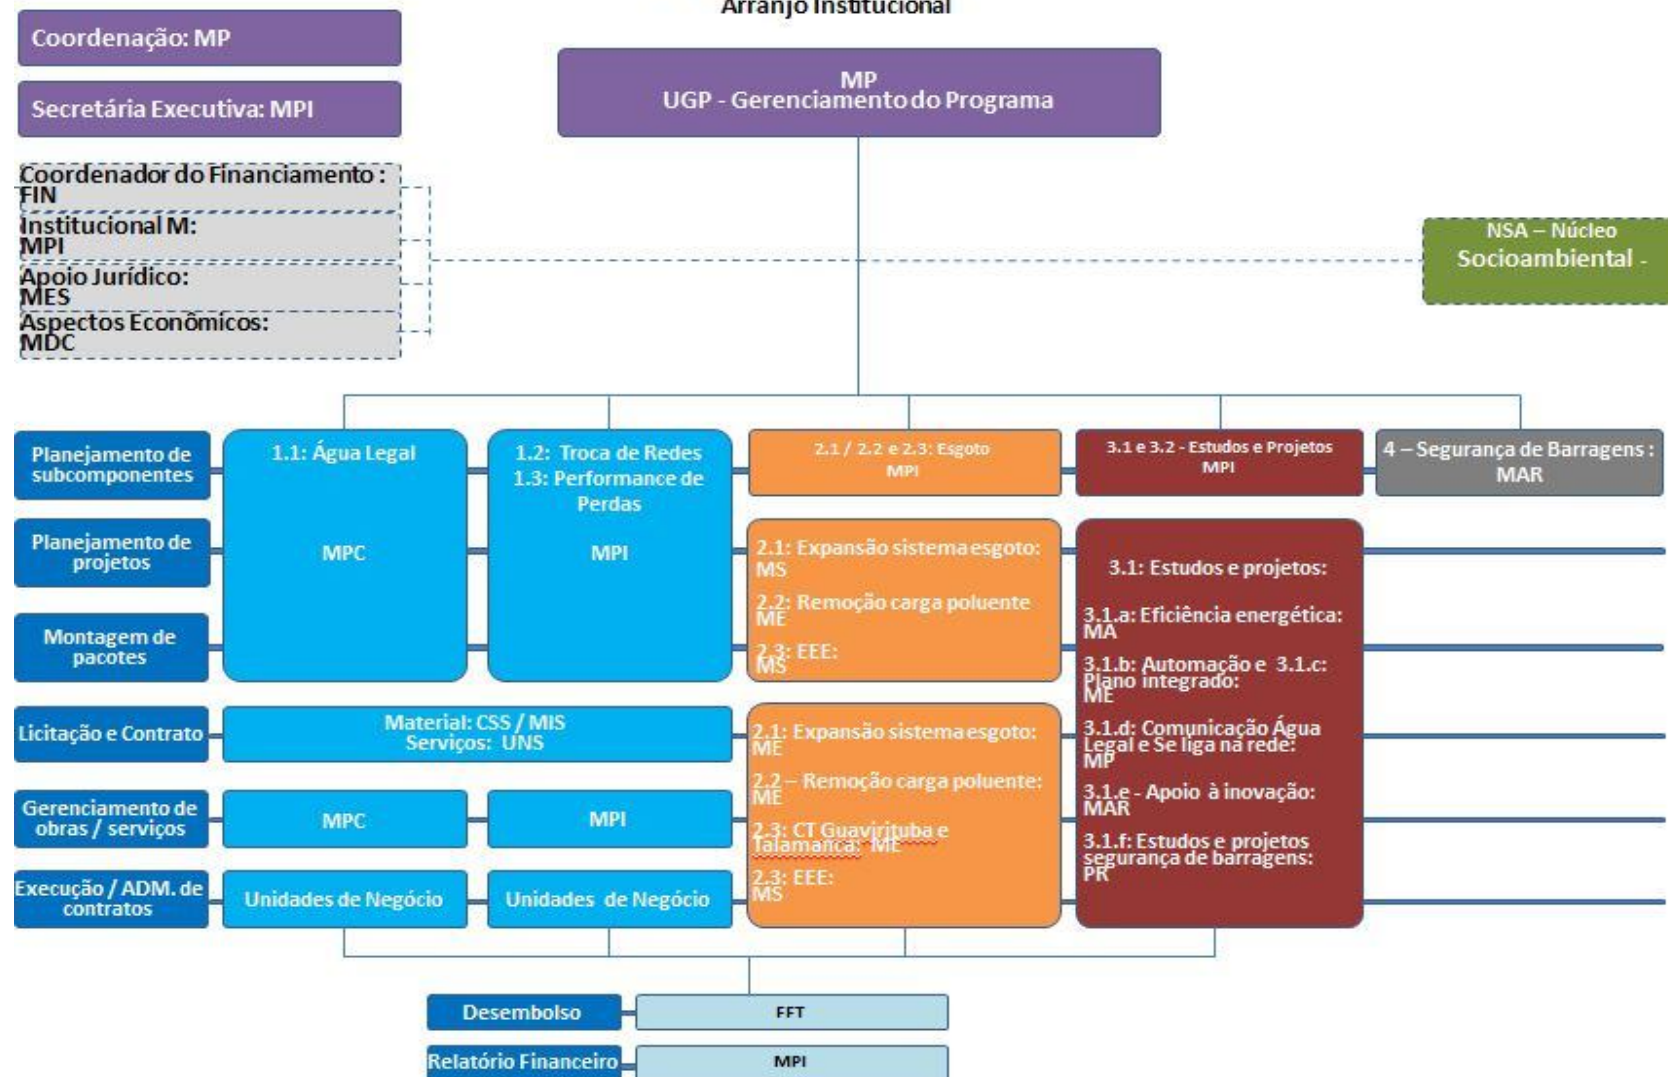 Arranjo Institucional
Coordenação: MP
Secretária Executiva: MPI
MP
UGP - Gerenciamento do Programa
Coordenador do Financiamento :
FIN
Institucional M:
MPI
Apoio Jurídico:
MES
Aspectos Econômicos:
MDC
NSA – Núcleo
Socioambiental -
Planejamento de
subcomponentes
1.1: Água Legal
MPC
1.2: Troca de Redes
1.3: Performance de
Perdas
MPI
2.1 / 2.2 e 2.3: Esgoto
MPI
3.1 e 3.2 - Estudos e Projetos
MPI
4 – Segurança de Barragens :
MAR
Planejamento de
projetos
Montagem de
pacotes
2.1: Expansão sistema esgoto:
MS
2.2: Remoção carga poluente
ME
2.3: EEE:
MS
3.1: Estudos e projetos:
3.1.a: Eficiência energética:
MA
3.1.b: Automação e 3.1.c:
Plano integrado:
ME
3.1.d: Comunicação Água
Legal e Se liga na rede:
MP
3.1.e - Apoio à inovação:
MAR
3.1.f: Estudos e projetos
segurança de barragens:
PR
Licitação e Contrato
Material: CSS / MIS
Serviços: UNS
2.1: Expansão sistema esgoto:
ME
2.2 – Remoção carga poluente:
ME
2.3: CT Guavirituba e
Talamanca: ME
2.3: EEE:
MS
Gerenciamento de
obras / serviços
MPC
MPI
Execução / ADM. de
contratos
Unidades de Negócio
Unidades de Negócio
Desembolso
FFT
Relatório Financeiro
MPI